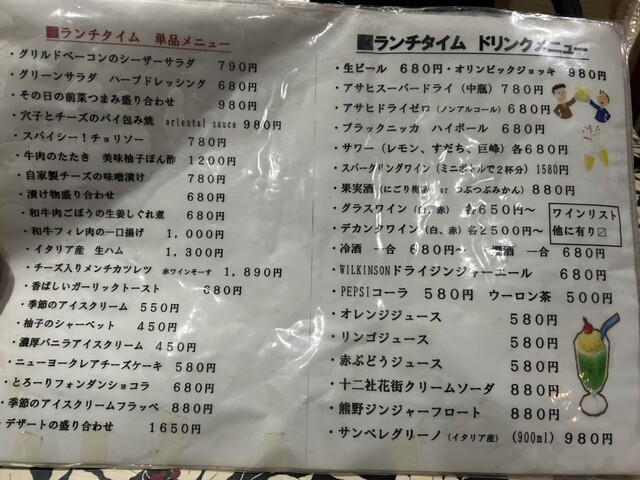 ■ランチタイム 単品メニュー
・グリルドベーコンのシーザーサラダ 790円
・グリーンサラダ ハーブドレッシング 680円
・その日の前菜つまみ盛り合わせ 980円
・穴子とチーズのパイ包み焼 oriental sauce 980円
・スパイシー!チョリソー 780円
・牛肉のたたき 美味柚子ぽん酢 1200円
・自家製チーズの味噌漬け 780円
・漬け物盛り合わせ 680円
・和牛肉ごぼうの生姜しぐれ煮 680円
・和牛フィレ肉の一口揚げ 1,000円
・イタリア産 生ハム 1,300円
・チーズ入りメンチカツレツ 赤ワインそーす 1,890円
・香ばしいガーリックトースト 680円
・季節のアイスクリーム 550円
・柚子のシャーベット 450円
・濃厚バニラアイスクリーム 450円
・ニューヨークレアチーズケーキ 580円
・とろーりフォンダンショコラ 680円
・季節のアイスクリームフラッペ 880円
・デザートの盛り合わせ 1650円
■ランチタイム ドリンクメニュー
・生ビール 680円・オリンピックジョッキ 980円
・アサヒスーパードライ(中瓶)780円
・アサヒドライゼロ(ノンアルコール)680円
・ブラックニッカ ハイボール 680円
・サワー(レモン、すだち、巨峰)各680円
・スパークリングワイン(ミニボトルで2杯分)1580円
・果実酒(にごり梅酒 or つぶつぶみかん)880円
・グラスワイン(白、赤)各650円~
・デカンタワイン(白、赤)各2500円~
ワインリスト
他に有り〼
・冷酒 一合 680円~ ・燗酒 一合 680円
・WILKINSONドライジンジャーエール 680円
・PEPSIコーラ 580円 ウーロン茶 500円
・オレンジジュース 580円
・リンゴジュース 580円
・赤ぶどうジュース 580円
・十二社花街クリームソーダ 880円
・熊野ジンジャーフロート 880円
・サンペレグリーノ(イタリア産)(900ml)980円